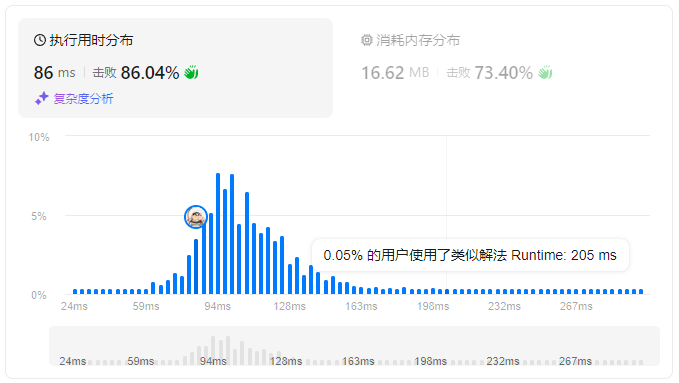 执行用时分布
消耗内存分布
86 ms
击败 86.04%
16.62 MB
击败 73.40%
复杂度分析
10%
5%
0%
0.05% 的用户使用了类似解法 Runtime: 205 ms
24ms 59ms 94ms 128ms 163ms 198ms 232ms 267ms
24ms 59ms 94ms 128ms 163ms 198ms 232ms 267ms